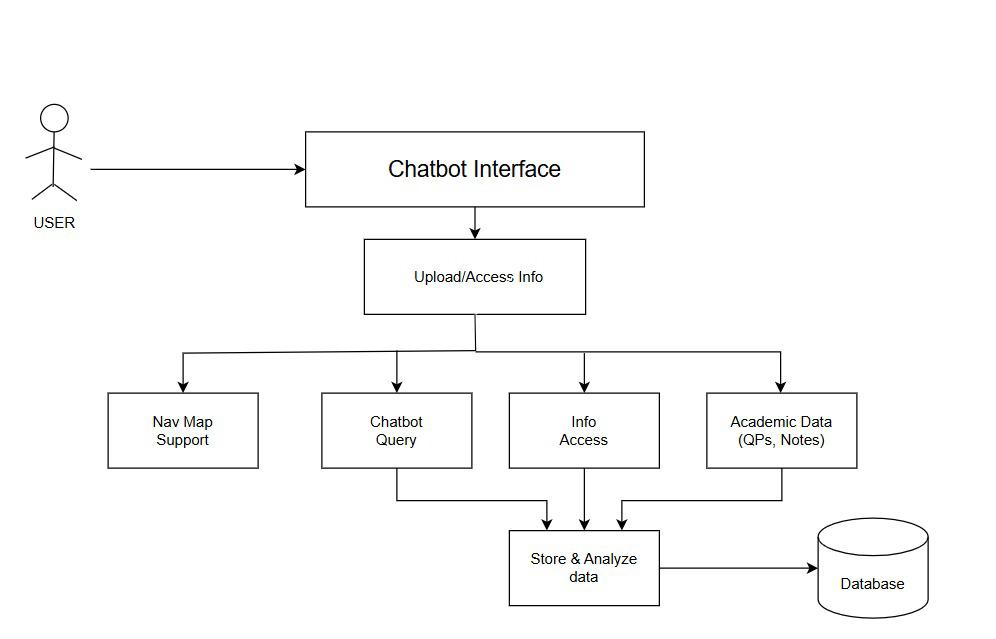 Chatbot Interface
USER
Upload/Access Info
Nav Map
Support
Chatbot
Query
Info
Access
Academic Data
(QPs, Notes)
Store & Analyze
data
Database